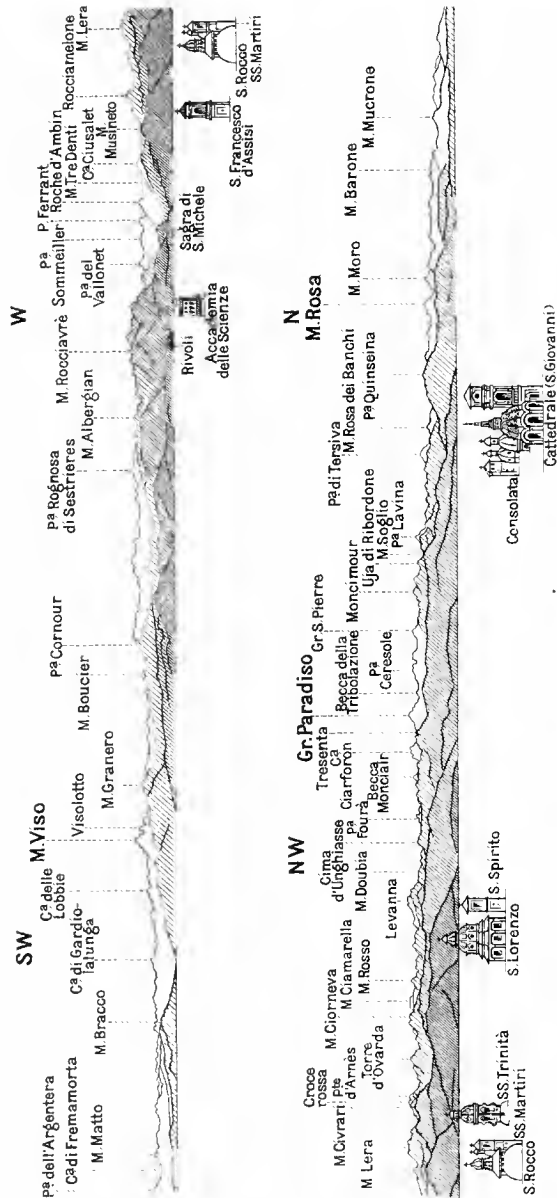 SW
W
Pª dell'Argentera
Cª di Fremamorta
M. Matto
M. Bracco
Cª di Gardio-
lalunga
Cª delle
Lobbie
M. Viso
Visolotto
M. Granero
M. Boucier
Pª Cornour
Pª Rognosa
di Sestrieres
M. Albergian
M. Rocciavrè
Pª del
Vallonet
Pª
Sommeiller
P. Ferrant
Roche d'Ambin
M. Tre Denti
Cª Ciusalet
M.
Musineto
Rocciamelone
M. Lera
Rivoli
Accademia
delle Scienze
Sagra di
S. Michele
S. Francesco
d'Assisi
S. Rocco
SS. Martiri
NW
N
M. Lera
M. Civrari
Croce
rossa
Pte
d'Arnès
Torre
d'Ovarda
M. Ciorneva
M. Ciamarella
M. Rosso
Levanna
M. Doubia
Cima
d'Unghiasse
Pª
Fourà
Becca
Monciair
Cª
Ciarforon
Tresenta
Gr. Paradiso
Becca della
Tribolazione
Pª
Ceresole
Gr. S. Pierre
Moncimour
Uja di Ribordone
M. Soglio
Pª Lavina
Pª di Tersiva
M. Rosa dei Banchi
Pª Quinseina
M. Rosa
M. Moro
M. Barone
M. Mucrone
S. Rocco
SS. Martiri
SS. Trinità
S. Lorenzo
S. Spirito
Consolata
Cattedrale (S. Giovanni)